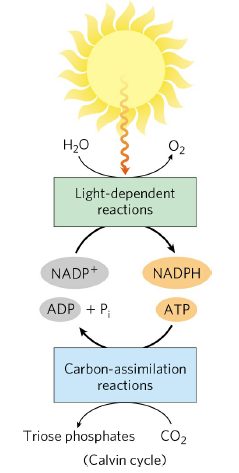 H₂O O₂
Light-dependent
reactions
NADP⁺ NADPH
ADP + Pᵢ ATP
Carbon-assimilation
reactions
Triose phosphates CO₂
(Calvin cycle)